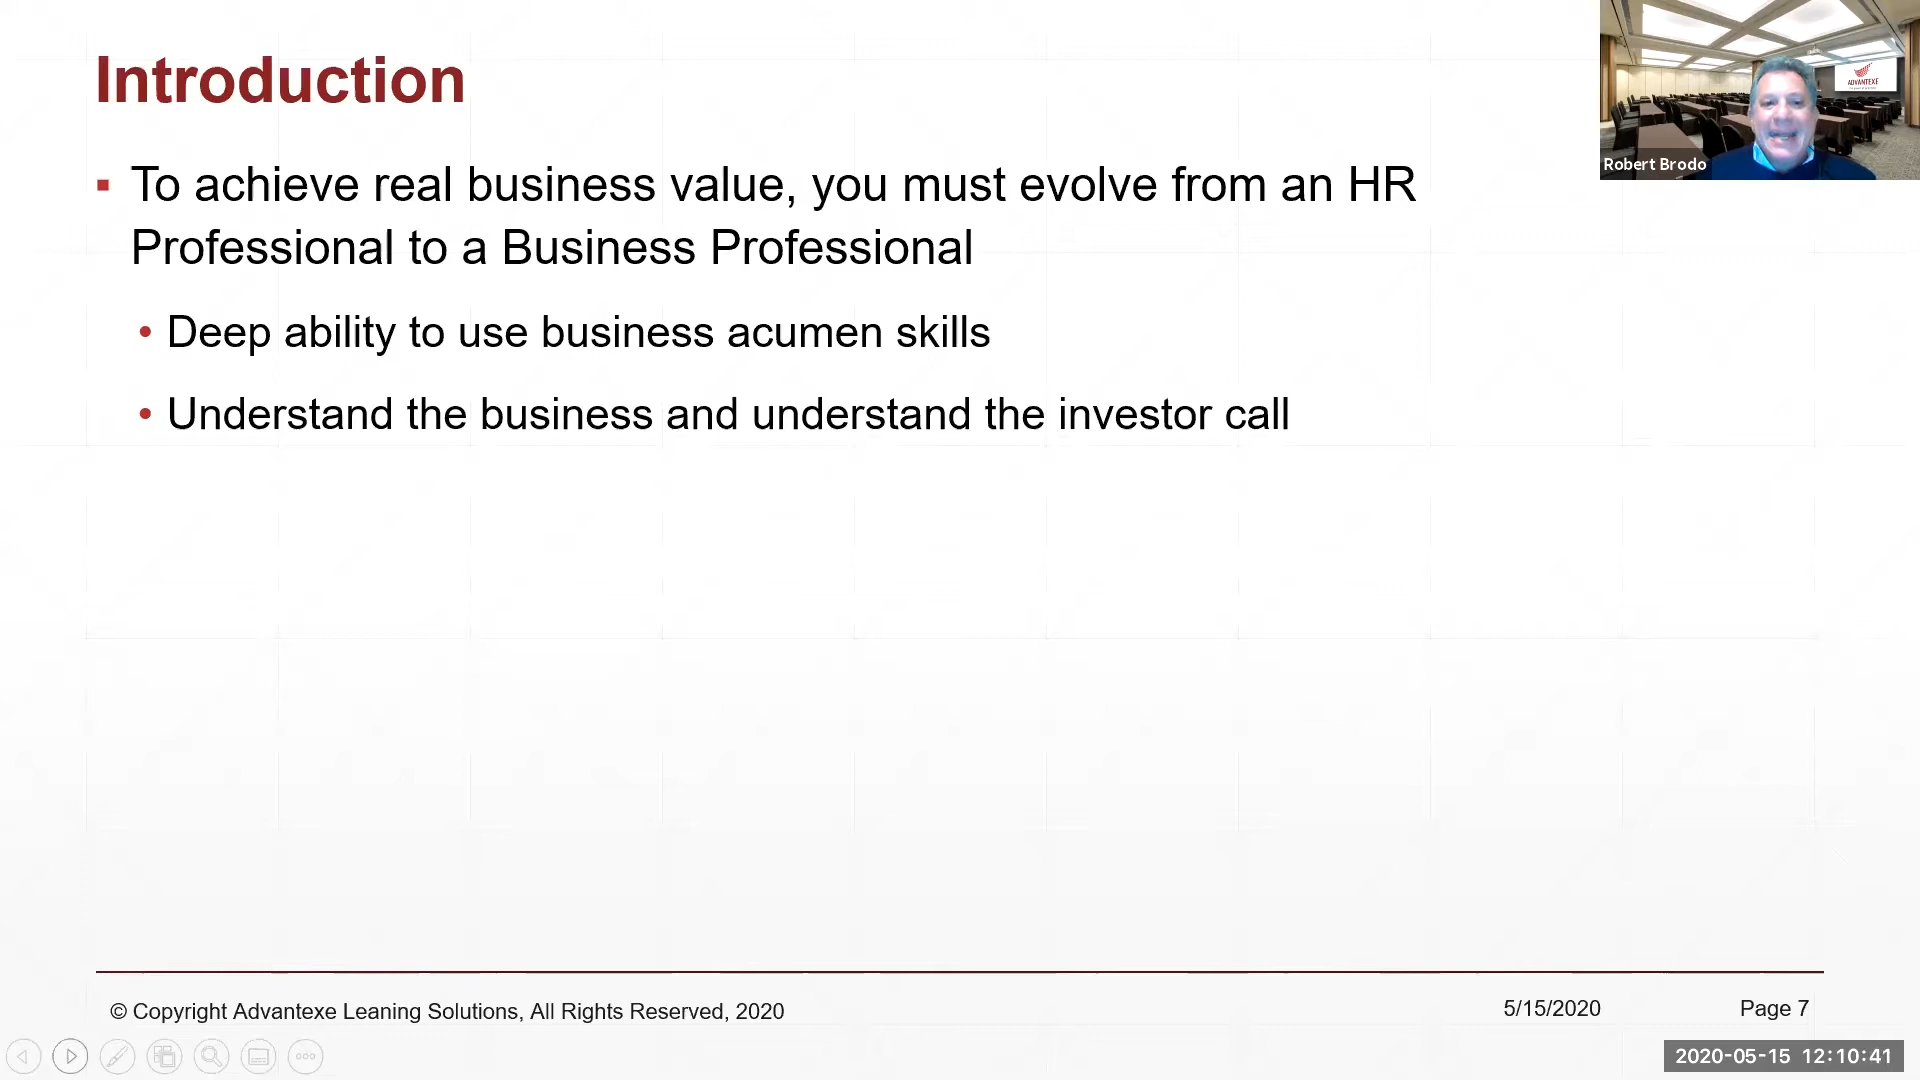 Introduction
ADVANTEXE
Robert Brodo
To achieve real business value, you must evolve from an HR
Professional to a Business Professional
Deep ability to use business acumen skills
Understand the business and understand the investor call
© Copyright Advantexe Leaning Solutions, All Rights Reserved, 2020
5/15/2020
Page 7
2020-05-15 12:10:41